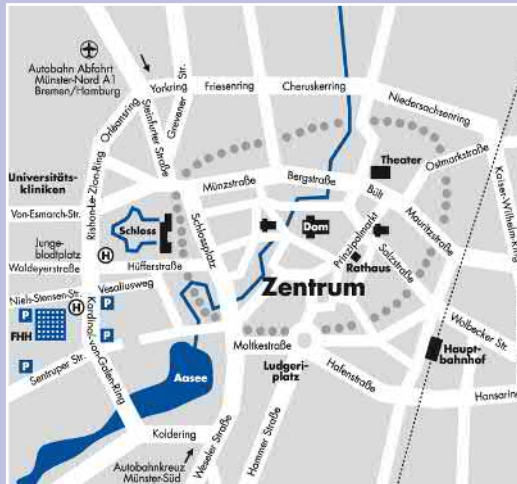 Autobahn Abfahrt
Münster-Nord A1
Bremen/Hamburg
Yorkring
Friesenring
Cheruskerring
Niedersachsenring
Orléansring
Steinfurter Straße
Grevener Str.
Rishon-Le-Zion-Ring
Universitäts-
kliniken
Von-Esmarch-Str.
Münzstraße
Bergstraße
Theater
Ostmarkstraße
Kaiser-Wilhelm-Ring
Bült
Mauritzstraße
Schloss
Schlossplatz
Dom
Prinzipalmarkt
Salzstraße
Rathaus
Junge-
blodtplatz
H
Waldeyerstraße
Hüfferstraße
Zentrum
Niels-Stensen-Str.
Vesaliusweg
H
P
P
FHH
P
P
Kardinal-von-Galen-Ring
Sentruper Str.
Aasee
Moltkestraße
Ludgeri-
platz
Hafenstraße
Wolbecker Str.
Haupt-
bahnhof
Hansaring
Koldering
Weseler Straße
Hammer Straße
Autobahnkreuz
Münster-Süd